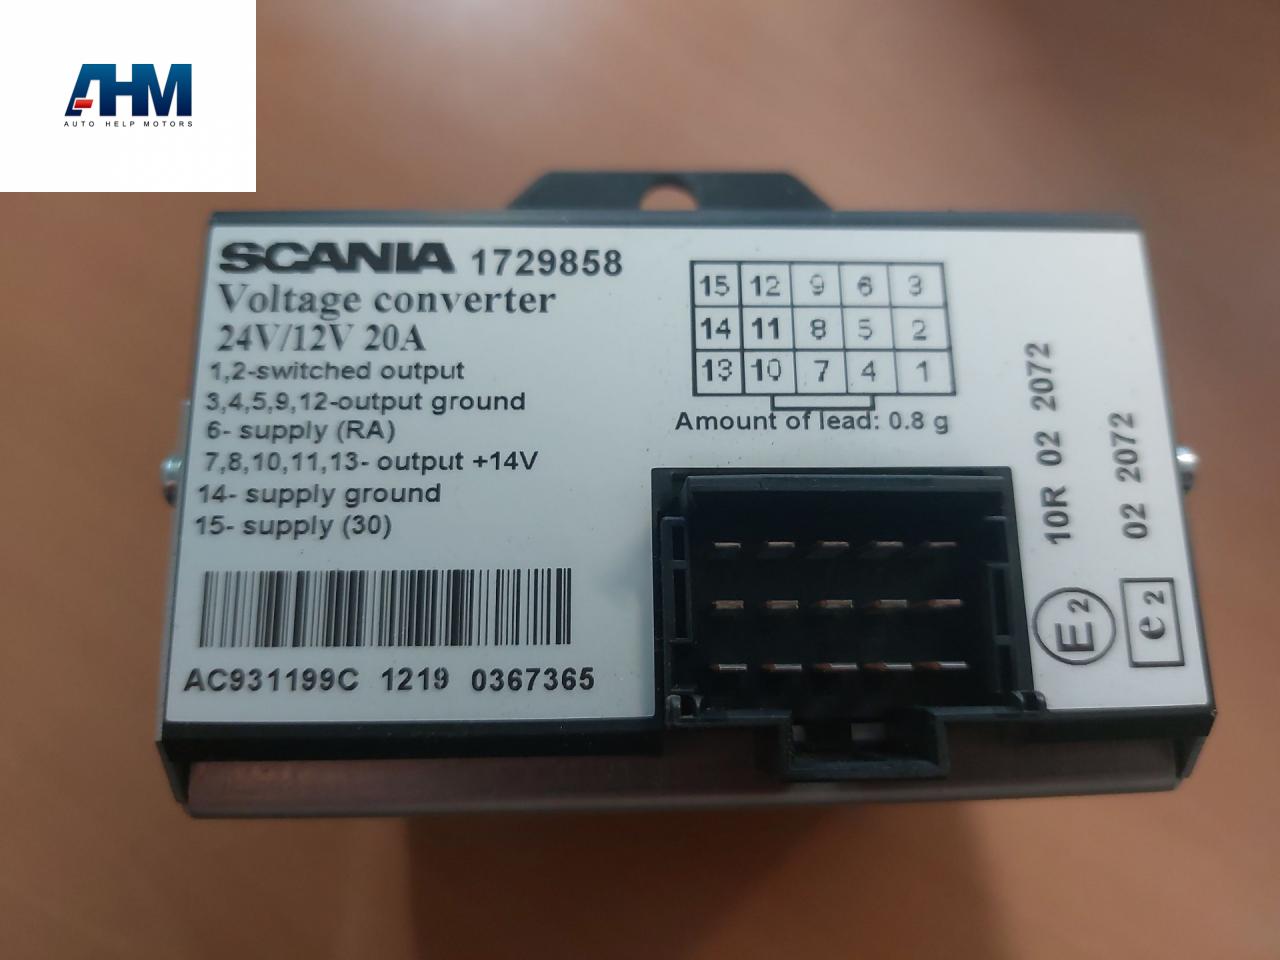 AHM
AUTO HELP MOTORS
SCANIA 1729858
Voltage converter
24V/12V 20A
1,2-switched output
3,4,5,9,12-output ground
6- supply (RA)
7,8,10,11,13- output +14V
14- supply ground
15- supply (30)
AC931199C 1219 0367365
15 12 9 6 3
14 11 8 5 2
13 10 7 4 1
Amount of lead: 0.8 g
10R 02 2072
E2
02 2072
e2